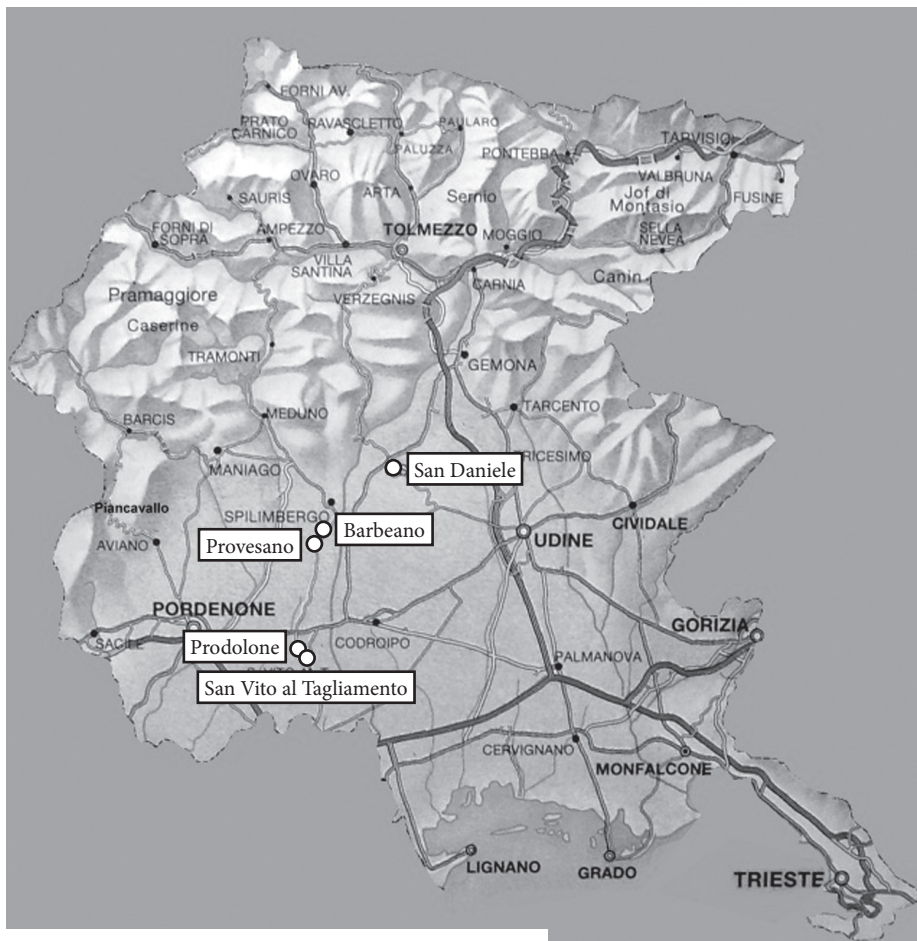 FORNI AV.
PRATO
CARNICO
RAVASCLETTO
PAULARO
PALUZZA
PONTEBBA
TARVISIO
VALBRUNA
OVARO
SAURIS
ARTA
Sernio
Jof di
Montasio
FUSINE
FORNI DI
SOPRA
AMPEZZO
TOLMEZZO
MOGGIO
SELLA
NEVEA
VILLA
SANTINA
VERZEGNIS
CARNIA
Canin
Pramaggiore
Caserine
TRAMONTI
GEMONA
BARCIS
MEDUNO
TARCENTO
MANIAGO
San Daniele
TRICESIMO
Piancavallo
SPILIMBERGO
Barbeano
CIVIDALE
AVIANO
Provesano
UDINE
PORDENONE
GORIZIA
SACILE
Prodolone
CODROIPO
PALMANOVA
San Vito al Tagliamento
CERVIGNANO
MONFALCONE
LIGNANO
GRADO
TRIESTE